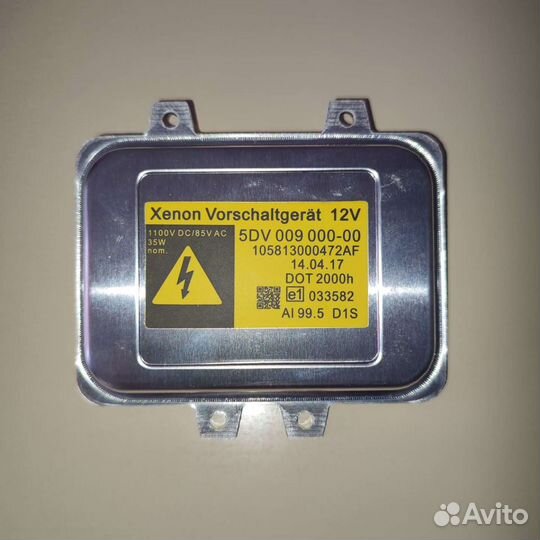 Xenon Vorschaltgerät 12V
1100V DC/85V AC
35W
nom.
5DV 009 000-00
105813000472AF
14.04.17
DOT 2000h
e1 033582
AI 99.5 D1S
Avito